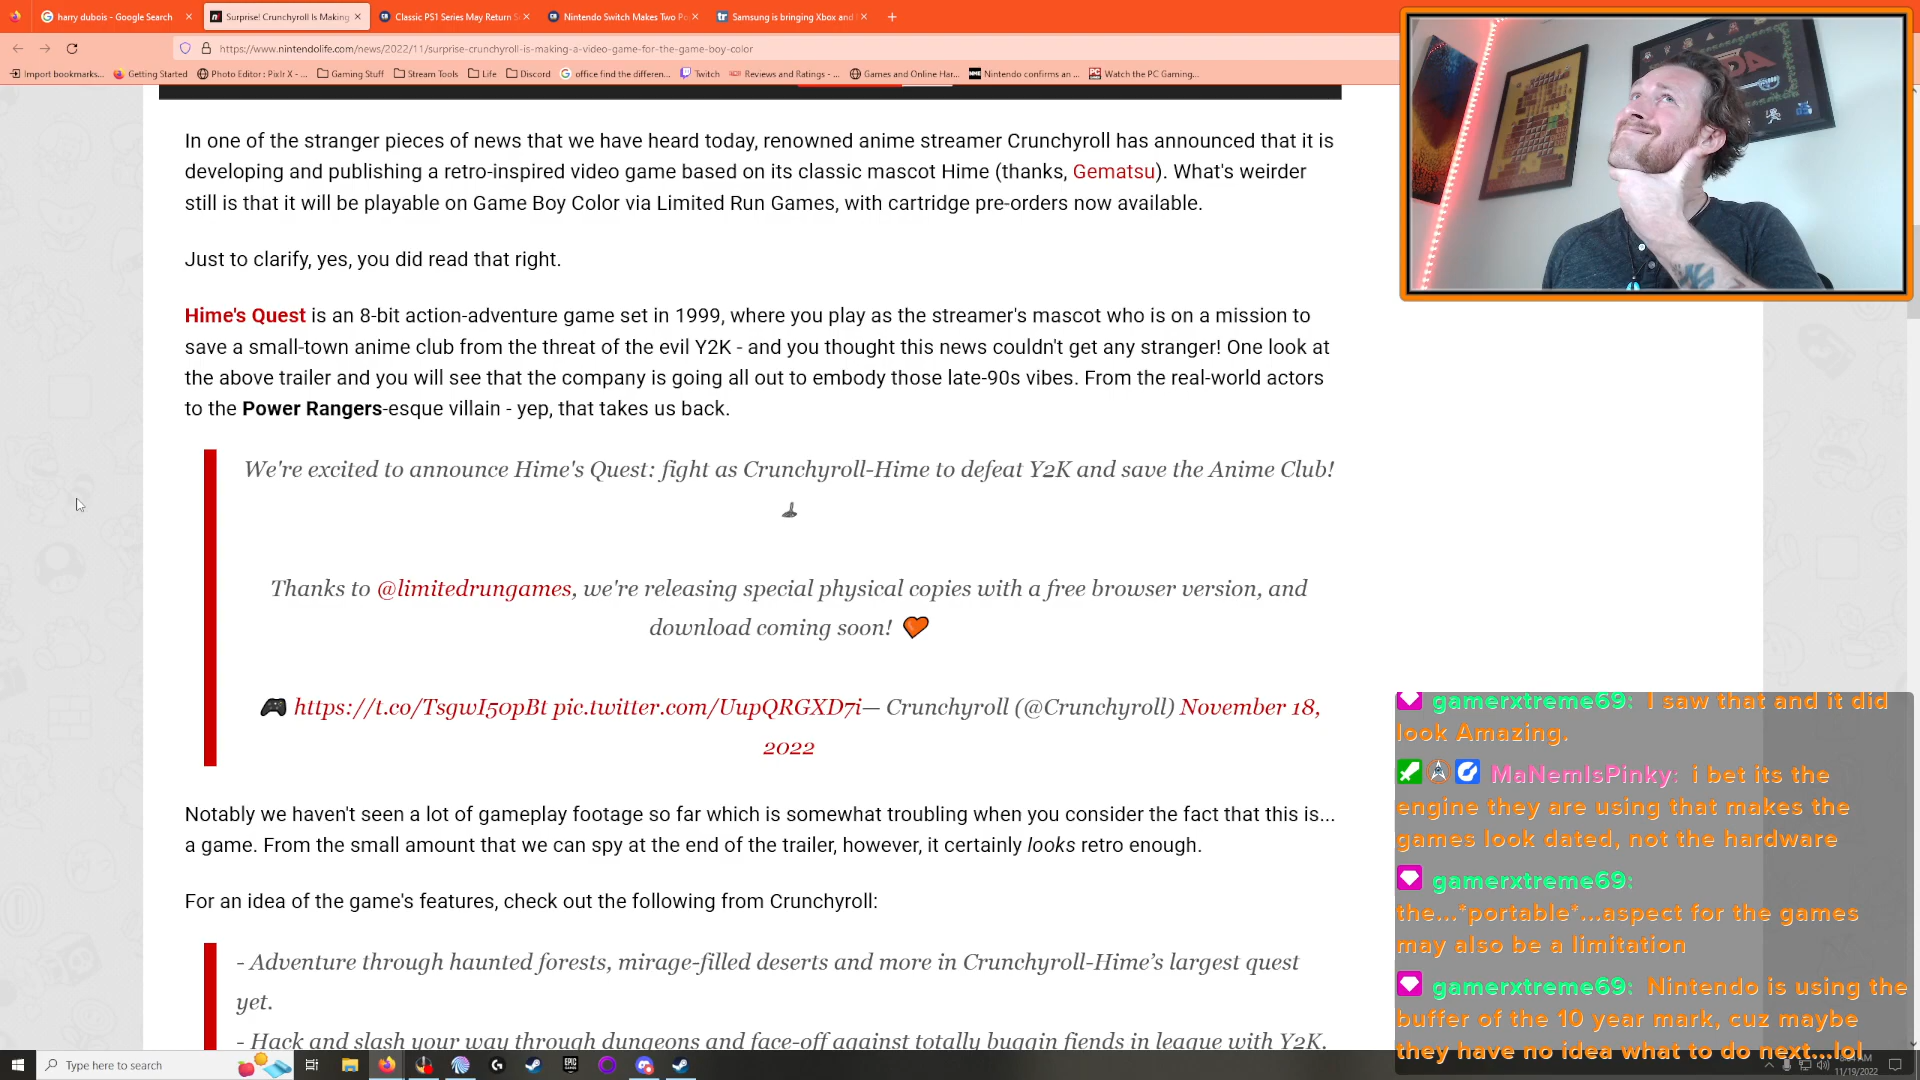 harry dubois - Google Search
Surprise! Crunchyroll Is Making
Classic PS1 Series May Return S
Nintendo Switch Makes Two Po
Samsung is bringing Xbox and
https://www.nintendolife.com/news/2022/11/surprise-crunchyroll-is-making-a-video-game-for-the-game-boy-color
Import bookmarks... Getting Started Photo Editor : Pixlr X - ... Gaming Stuff Stream Tools Life Discord office find the differen... Twitch Reviews and Ratings - ... Games and Online Har... Nintendo confirms an ... Watch the PC Gaming...
In one of the stranger pieces of news that we have heard today, renowned anime streamer Crunchyroll has announced that it is
developing and publishing a retro-inspired video game based on its classic mascot Hime (thanks, Gematsu). What's weirder
still is that it will be playable on Game Boy Color via Limited Run Games, with cartridge pre-orders now available.
Just to clarify, yes, you did read that right.
Hime's Quest is an 8-bit action-adventure game set in 1999, where you play as the streamer's mascot who is on a mission to
save a small-town anime club from the threat of the evil Y2K - and you thought this news couldn't get any stranger! One look at
the above trailer and you will see that the company is going all out to embody those late-90s vibes. From the real-world actors
to the Power Rangers-esque villain - yep, that takes us back.
We're excited to announce Hime's Quest: fight as Crunchyroll-Hime to defeat Y2K and save the Anime Club!
Thanks to @limitedrungames, we're releasing special physical copies with a free browser version, and
download coming soon! 🧡
🎮 https://t.co/TsgwI5opBt pic.twitter.com/UupQRGXD7i— Crunchyroll (@Crunchyroll) November 18,
2022
Notably we haven't seen a lot of gameplay footage so far which is somewhat troubling when you consider the fact that this is...
a game. From the small amount that we can spy at the end of the trailer, however, it certainly looks retro enough.
For an idea of the game's features, check out the following from Crunchyroll:
- Adventure through haunted forests, mirage-filled deserts and more in Crunchyroll-Hime’s largest quest
yet.
- Hack and slash your way through dungeons and face-off against totally buggin fiends in league with Y2K.
gamerxtreme69: I saw that and it did
look Amazing.
MaNemIsPinky: i bet its the
engine they are using that makes the
games look dated, not the hardware
gamerxtreme69:
the...*portable*...aspect for the games
may also be a limitation
gamerxtreme69: Nintendo is using the
buffer of the 10 year mark, cuz maybe
they have no idea what to do next...lol
Type here to search
11/19/2022